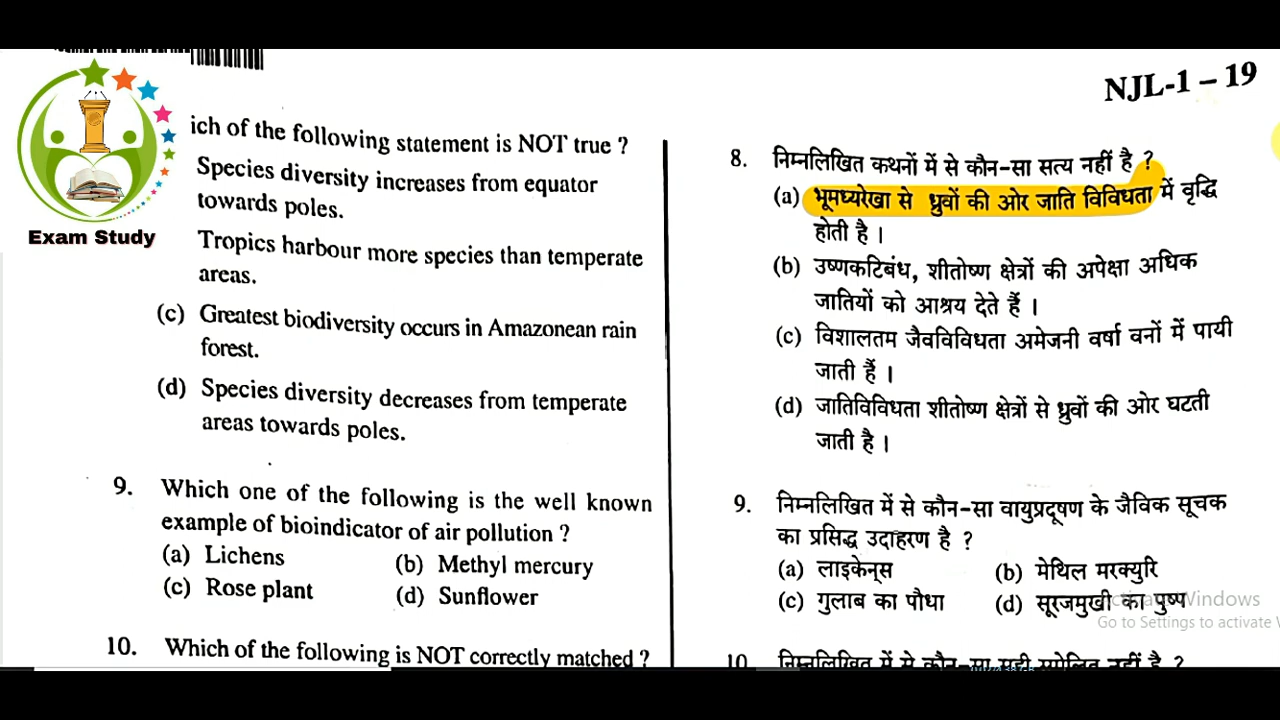 NJL-1 – 19
Exam Study
ich of the following statement is NOT true ?
Species diversity increases from equator
towards poles.
Tropics harbour more species than temperate
areas.
(c) Greatest biodiversity occurs in Amazonean rain
forest.
(d) Species diversity decreases from temperate
areas towards poles.
9. Which one of the following is the well known
example of bioindicator of air pollution ?
(a) Lichens (b) Methyl mercury
(c) Rose plant (d) Sunflower
10. Which of the following is NOT correctly matched ?
8. निम्नलिखित कथनों में से कौन-सा सत्य नहीं है ?
(a) भूमध्यरेखा से ध्रुवों की ओर जाति विविधता में वृद्धि
होती है ।
(b) उष्णकटिबंध, शीतोष्ण क्षेत्रों की अपेक्षा अधिक
जातियों को आश्रय देते हैं ।
(c) विशालतम जैवविविधता अमेजनी वर्षा वनों में पायी
जाती हैं ।
(d) जातिविविधता शीतोष्ण क्षेत्रों से ध्रुवों की ओर घटती
जाती है ।
9. निम्नलिखित में से कौन-सा वायुप्रदूषण के जैविक सूचक
का प्रसिद्ध उदाहरण है ?
(a) लाइकेन्स (b) मेथिल मरक्युरि
(c) गुलाब का पौधा (d) सूरजमुखी का पुष्प
Windows
Go to Settings to activate
10. निम्नलिखित में से कौन-सा सही सुमेलित नहीं है ?